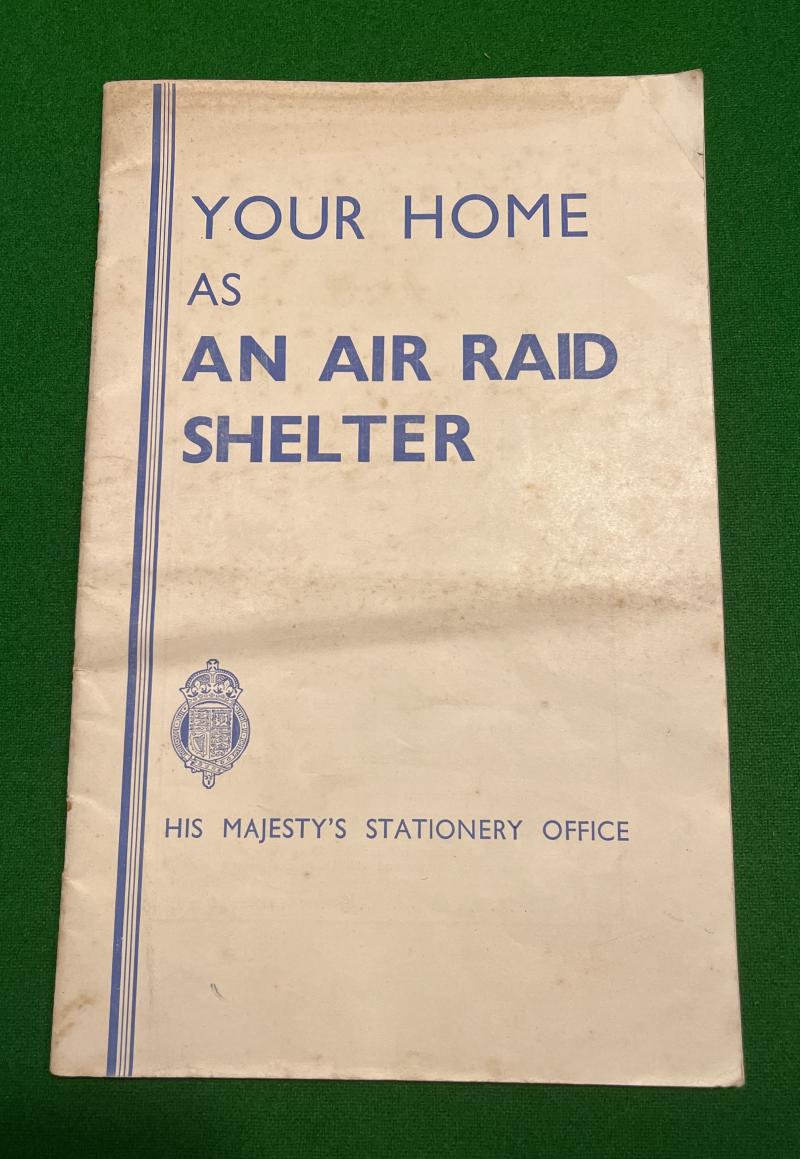 YOUR HOME
AS
AN AIR RAID
SHELTER
HIS MAJESTY'S STATIONERY OFFICE